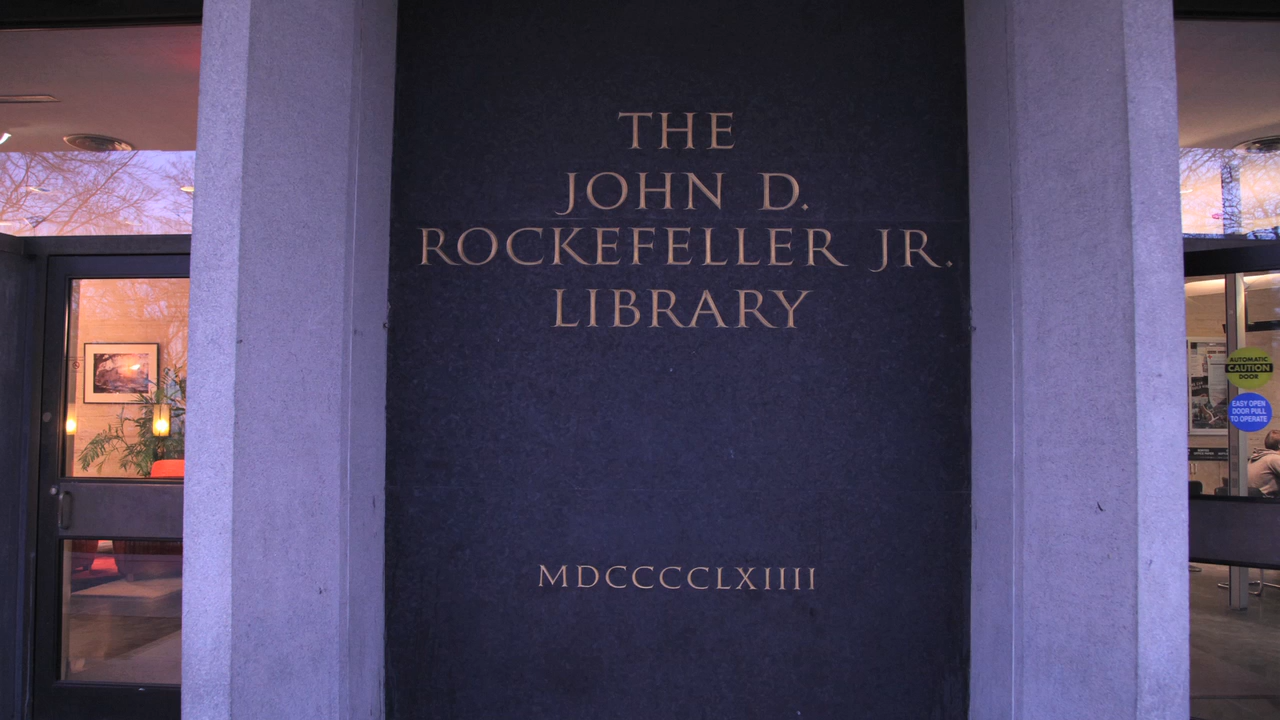 THE
JOHN D.
ROCKEFELLER JR.
LIBRARY
MDCCCCLXIIII
AUTOMATIC
CAUTION
DOOR
EASY OPEN
DOOR PULL
TO OPERATE